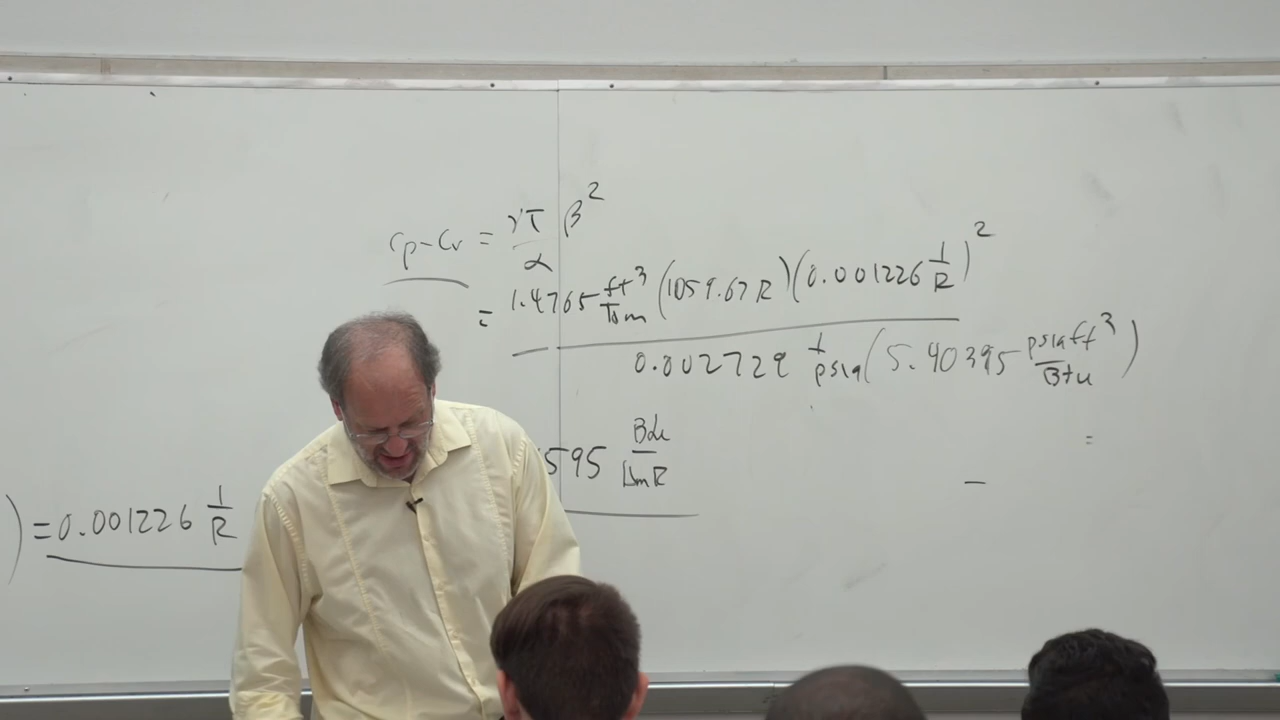 cp-cv = νT/α β²
= 1.4765 ft³/lbm (1059.67 R)(0.001226 1/R)²
0.002729 1/psia (5.40395 psia ft³/Btu)
595 Btu/lbm R
) = 0.001226 1/R